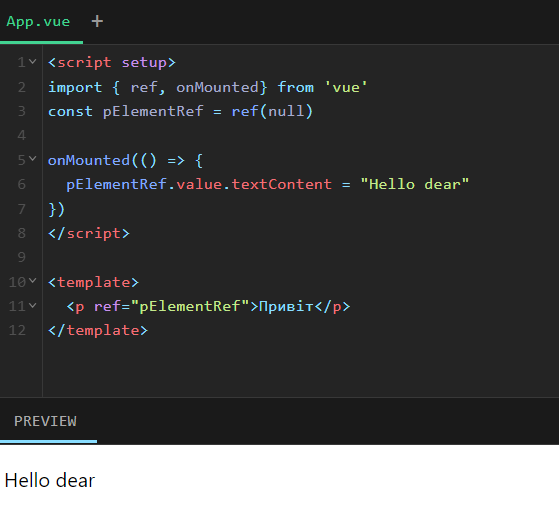 App.vue +
1 <script setup>
2 import { ref, onMounted} from 'vue'
3 const pElementRef = ref(null)
4
5 onMounted(() => {
6   pElementRef.value.textContent = "Hello dear"
7 })
8 </script>
9
10 <template>
11   <p ref="pElementRef">Привіт</p>
12 </template>
PREVIEW
Hello dear